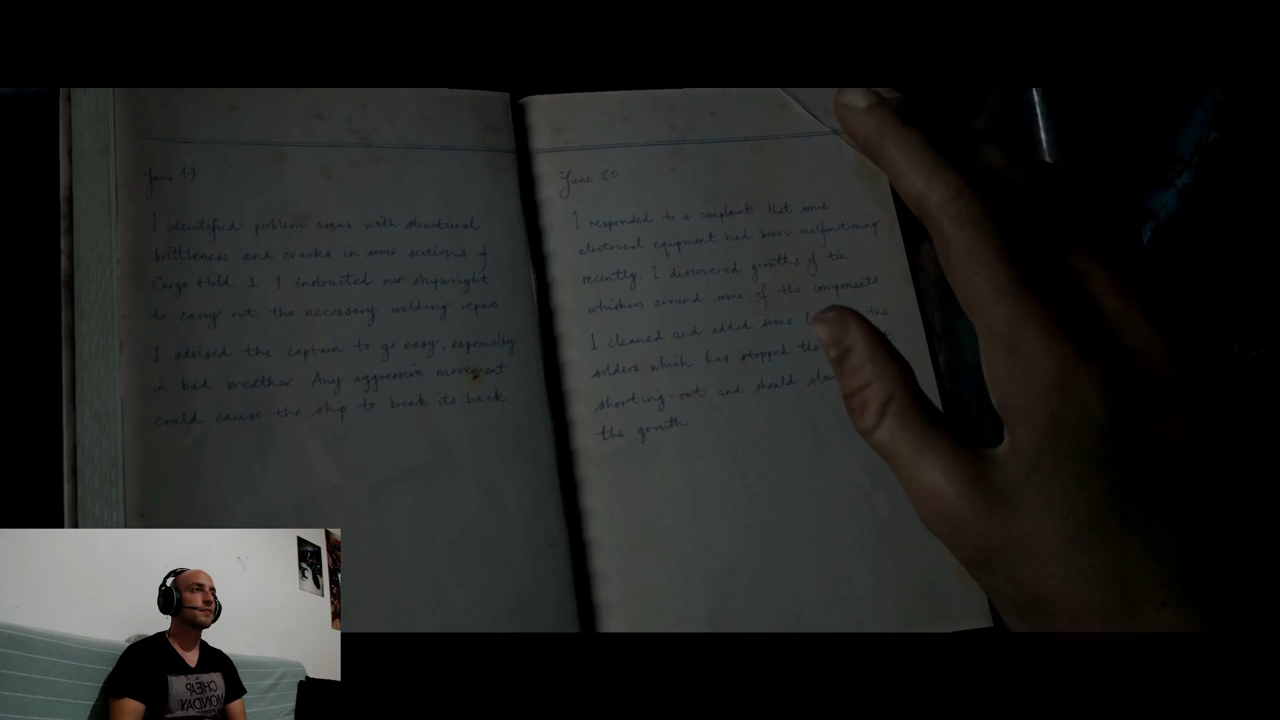 June 19
I identified problem areas with structural
brittleness and cracks in some sections of
Cargo Hold 1. I instructed our shipwright
to carry out the necessary welding repairs.
I advised the captain to go easy, especially
in bad weather. Any aggressive movement
could cause the ship to break its back
June 20
I responded to a complaint that some
electrical equipment had been malfunctioning
recently. I discovered growths of tin
whiskers around some of the components
I cleaned and added some the
solders which has stopped
shorting-out and should
the growth
CHEAP
MONDAY